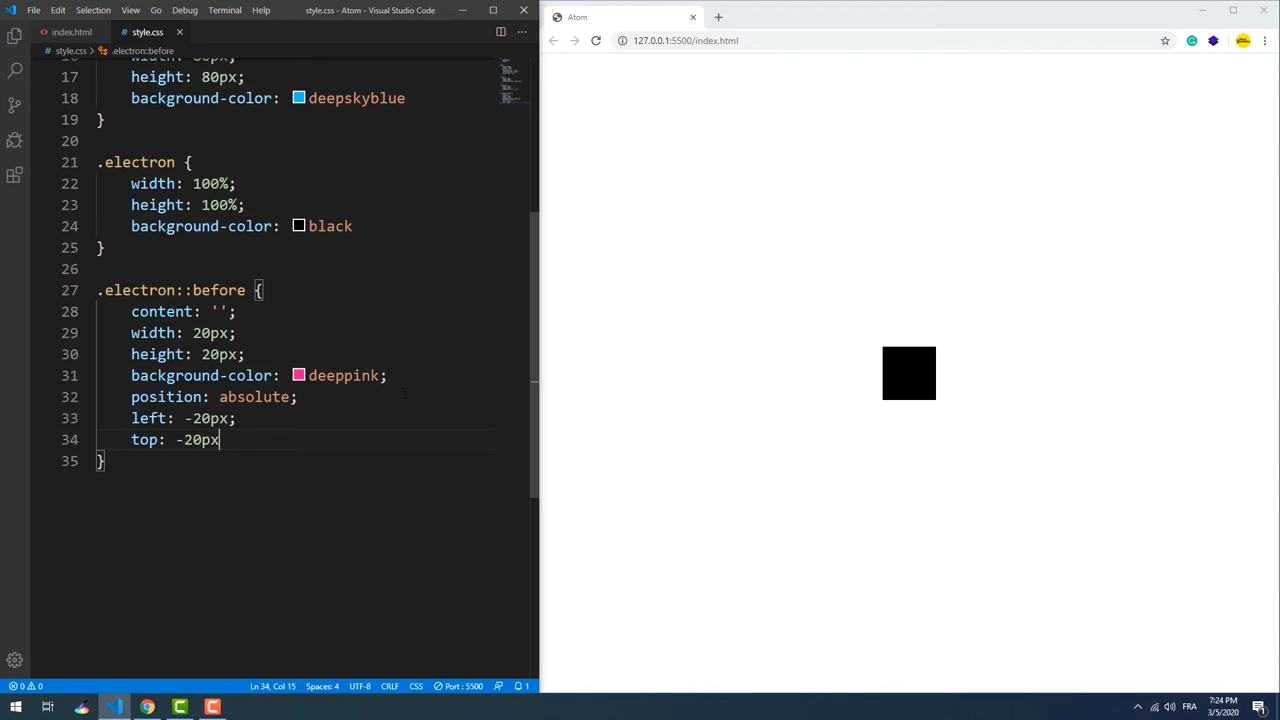 File Edit Selection View Go Debug Terminal Help style.css - Atom - Visual Studio Code
Atom
index.html style.css
127.0.0.1:5500/index.html
style.css > .electron::before
17 height: 80px;
18 background-color: deepskyblue
19 }
20
21 .electron {
22 width: 100%;
23 height: 100%;
24 background-color: black
25 }
26
27 .electron::before {
28 content: '';
29 width: 20px;
30 height: 20px;
31 background-color: deeppink;
32 position: absolute;
33 left: -20px;
34 top: -20px
35 }
0 0 Ln 34, Col 15 Spaces: 4 UTF-8 CRLF CSS Port : 5500 1
FRA 7:24 PM
3/5/2020